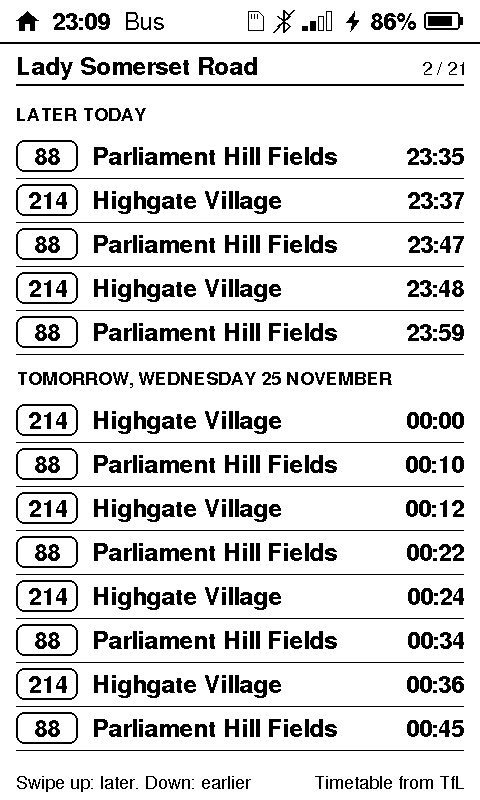 23:09 Bus 86%
Lady Somerset Road 2 / 21
LATER TODAY
88 Parliament Hill Fields 23:35
214 Highgate Village 23:37
88 Parliament Hill Fields 23:47
214 Highgate Village 23:48
88 Parliament Hill Fields 23:59
TOMORROW, WEDNESDAY 25 NOVEMBER
214 Highgate Village 00:00
88 Parliament Hill Fields 00:10
214 Highgate Village 00:12
88 Parliament Hill Fields 00:22
214 Highgate Village 00:24
88 Parliament Hill Fields 00:34
214 Highgate Village 00:36
88 Parliament Hill Fields 00:45
Swipe up: later. Down: earlier Timetable from TfL